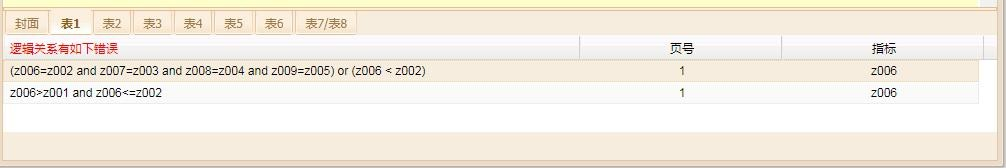 封面 表1 表2 表3 表4 表5 表6 表7/表8
逻辑关系有如下错误 页号 指标
(z006=z002 and z007=z003 and z008=z004 and z009=z005) or (z006 < z002) 1 z006
z006>z001 and z006<=z002 1 z006